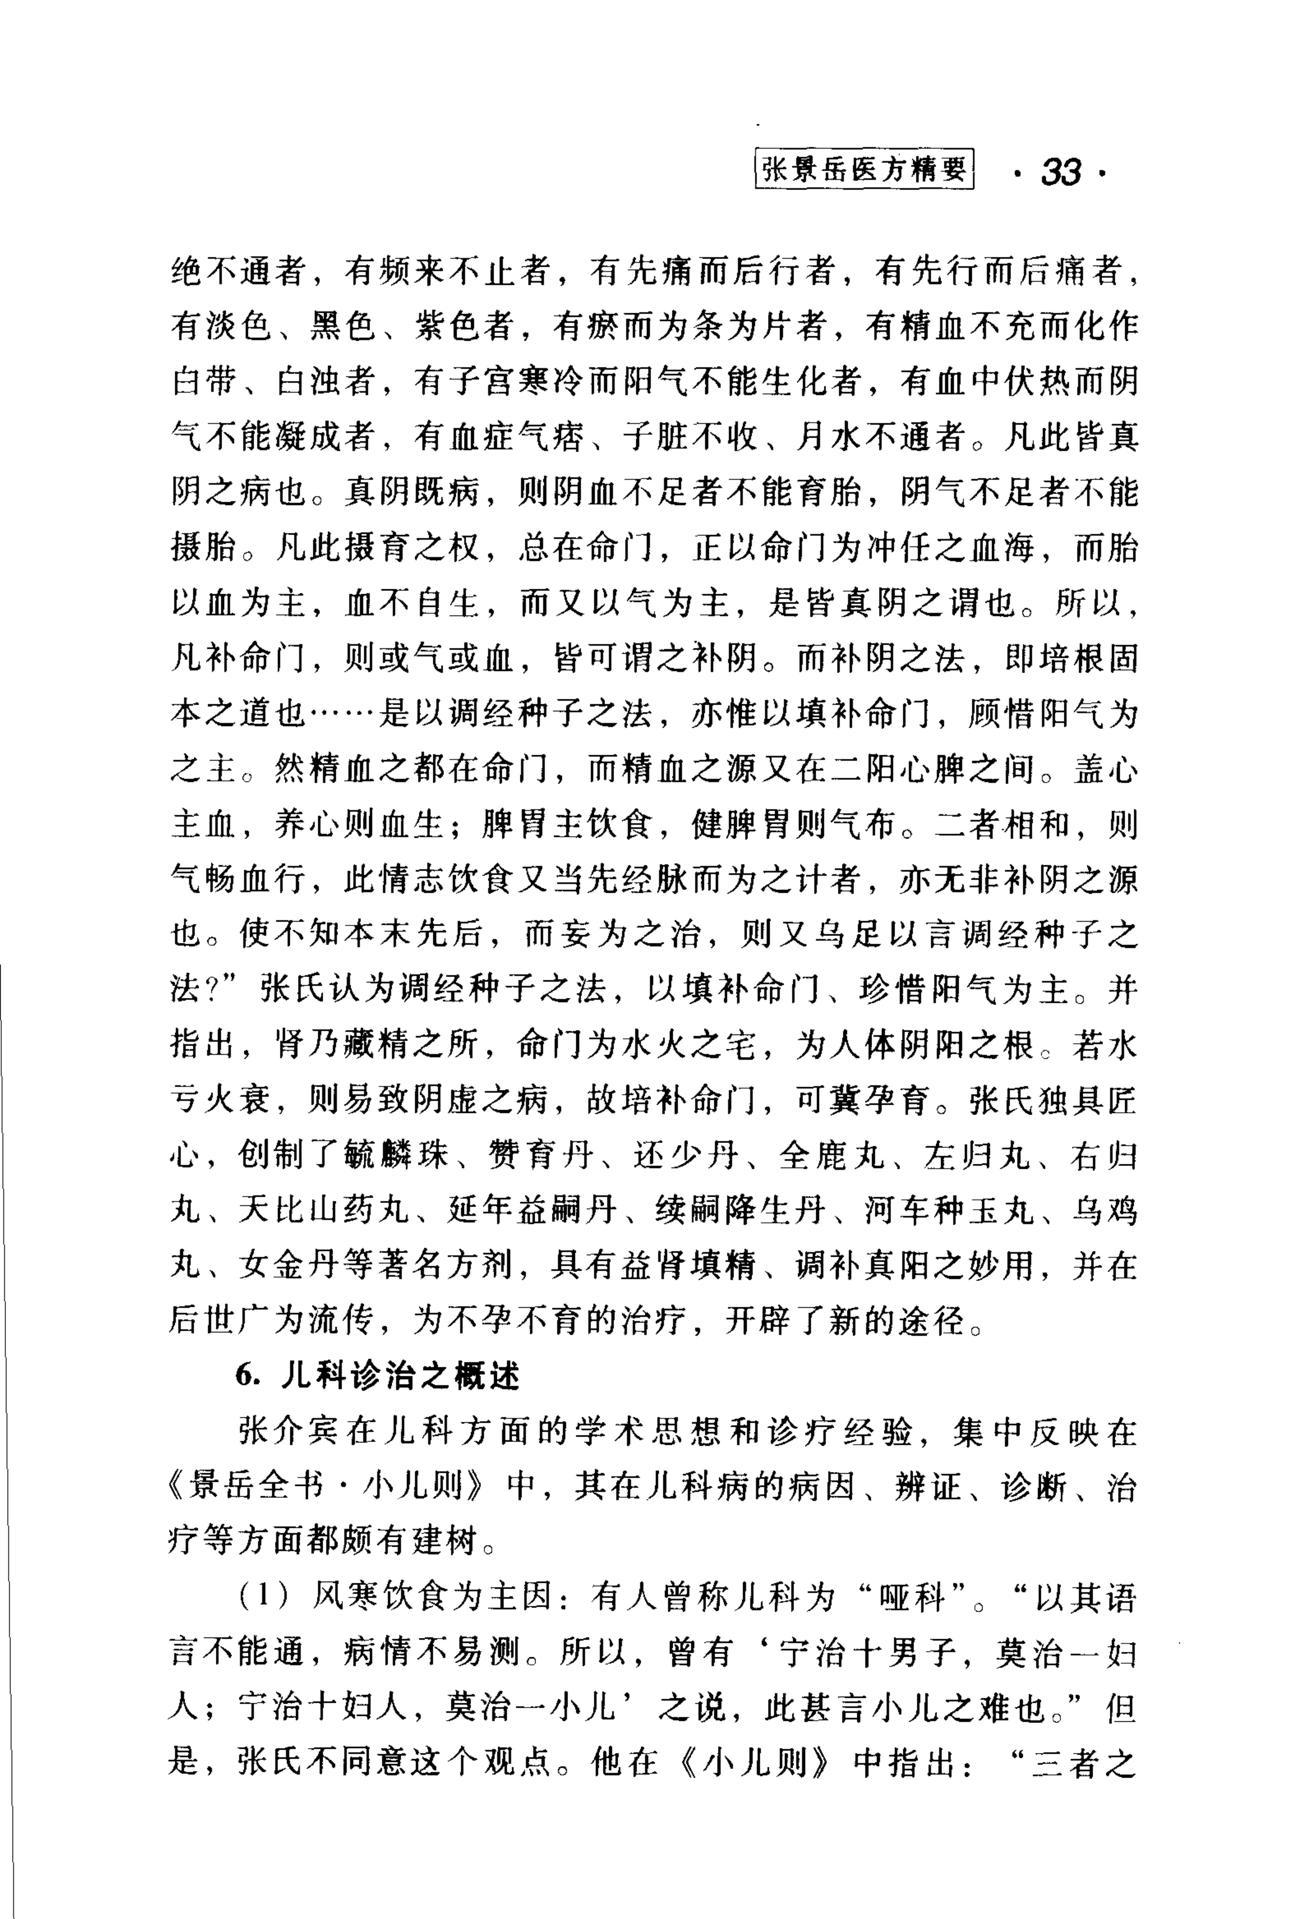 张景岳医方精要 · 33 ·
绝不通者，有频来不止者，有先痛而后行者，有先行而后痛者，
有淡色、黑色、紫色者，有瘀而为条为片者，有精血不充而化作
白带、白浊者，有子宫寒冷而阳气不能生化者，有血中伏热而阴
气不能凝成者，有血症气痞、子脏不收、月水不通者。凡此皆真
阴之病也。真阴既病，则阴血不足者不能育胎，阴气不足者不能
摄胎。凡此摄育之权，总在命门，正以命门为冲任之血海，而胎
以血为主，血不自生，而又以气为主，是皆真阴之谓也。所以，
凡补命门，则或气或血，皆可谓之补阴。而补阴之法，即培根固
本之道也……是以调经种子之法，亦惟以填补命门，顾惜阳气为
之主。然精血之都在命门，而精血之源又在二阳心脾之间。盖心
主血，养心则血生；脾胃主饮食，健脾胃则气布。二者相和，则
气畅血行，此情志饮食又当先经脉而为之计者，亦无非补阴之源
也。使不知本末先后，而妄为之治，则又乌足以言调经种子之
法？”张氏认为调经种子之法，以填补命门、珍惜阳气为主。并
指出，肾乃藏精之所，命门为水火之宅，为人体阴阳之根。若水
亏火衰，则易致阴虚之病，故培补命门，可冀孕育。张氏独具匠
心，创制了毓麟珠、赞育丹、还少丹、全鹿丸、左归丸、右归
丸、天比山药丸、延年益嗣丹、续嗣降生丹、河车种玉丸、乌鸡
丸、女金丹等著名方剂，具有益肾填精、调补真阳之妙用，并在
后世广为流传，为不孕不育的治疗，开辟了新的途径。
6. 儿科诊治之概述
张介宾在儿科方面的学术思想和诊疗经验，集中反映在
《景岳全书·小儿则》中，其在儿科病的病因、辨证、诊断、治
疗等方面都颇有建树。
（1）风寒饮食为主因：有人曾称儿科为“哑科”。“以其语
言不能通，病情不易测。所以，曾有‘宁治十男子，莫治一妇
人；宁治十妇人，莫治一小儿’之说，此甚言小儿之难也。”但
是，张氏不同意这个观点。他在《小儿则》中指出：“三者之